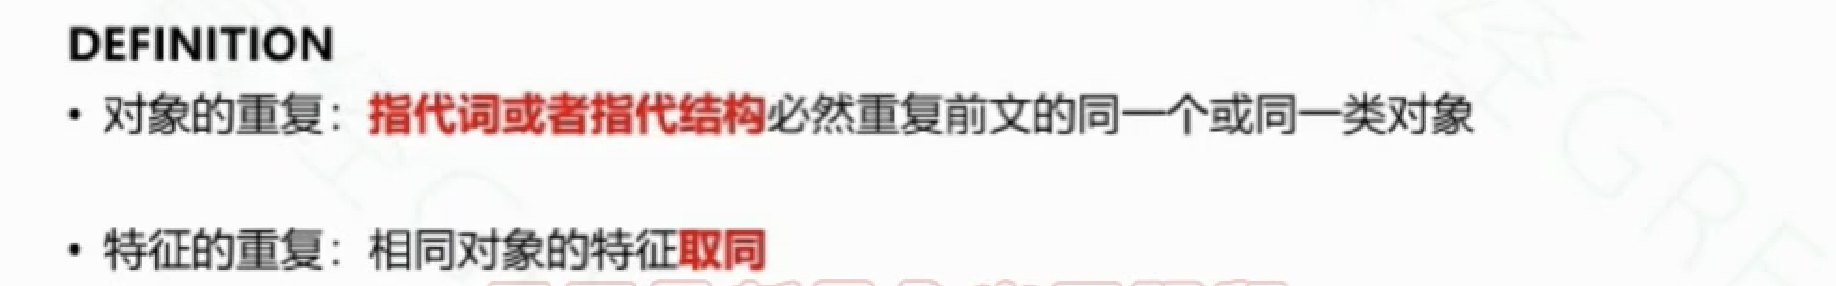 DEFINITION
• 对象的重复：指代词或者指代结构必然重复前文的同一个或同一类对象
• 特征的重复：相同对象的特征取同